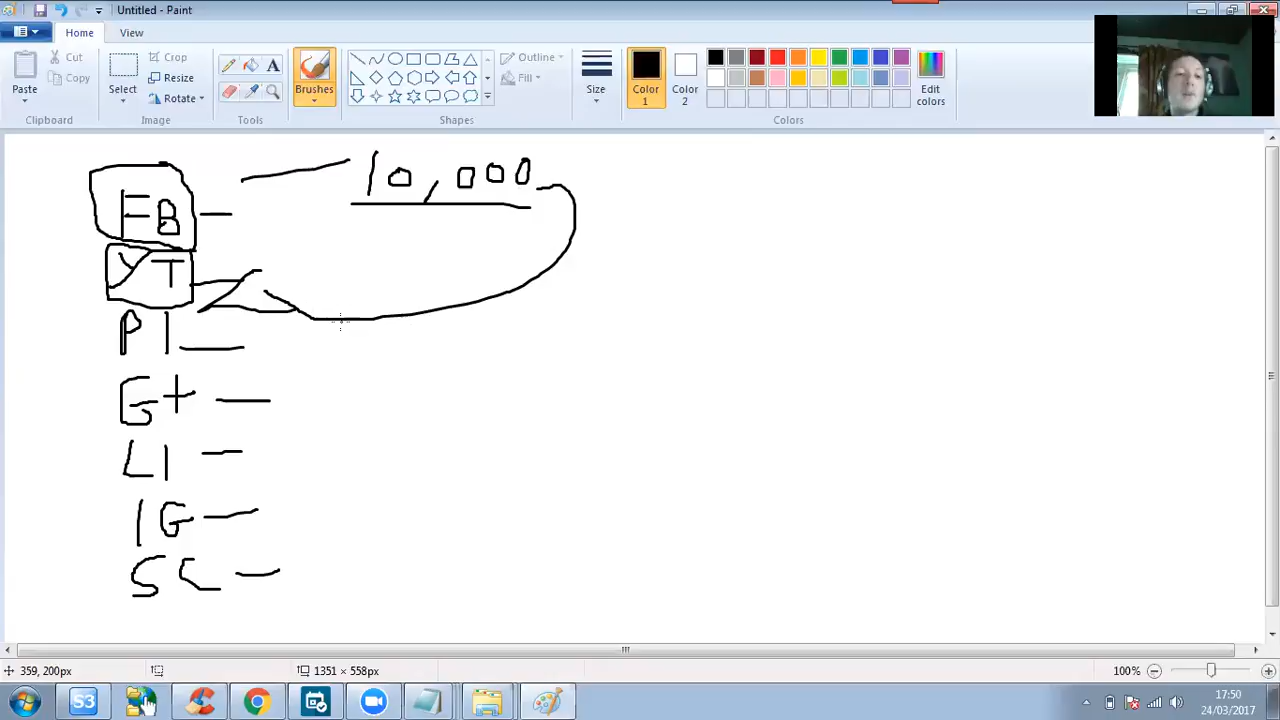 Untitled - Paint
Home View
Paste
Cut
Copy
Clipboard
Select
Crop
Resize
Rotate
Image
Tools
Brushes
Shapes
Outline
Fill
Size
Color 1
Color 2
Edit colors
Colors
FB - 10,000
YT
PI
G+ -
LI -
IG -
SC -
359, 200px
1351 × 558px
100%
S3
17:50
24/03/2017